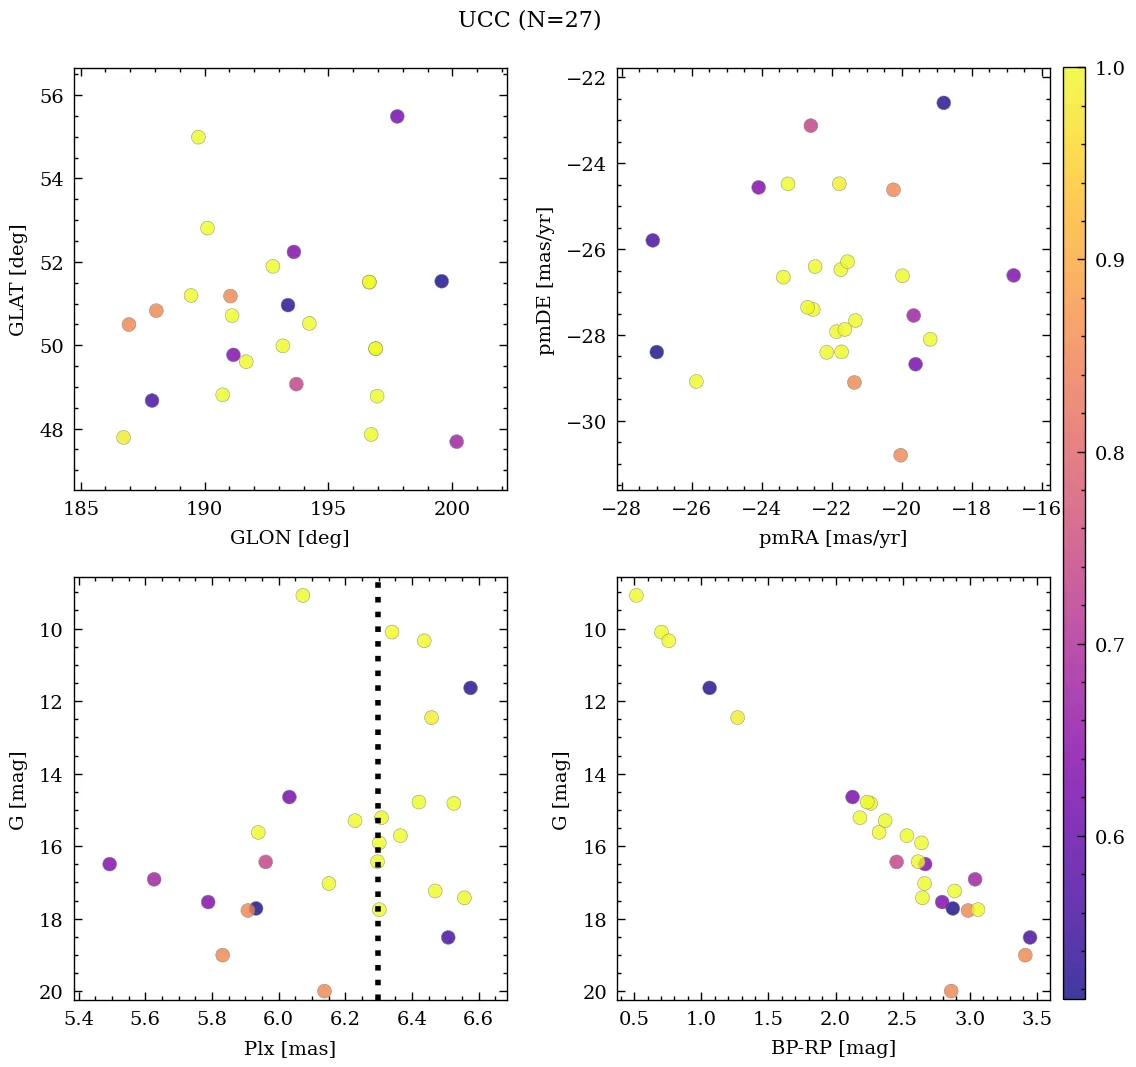 UCC (N=27)
56
54
52
50
48
GLAT [deg]
185 190 195 200
GLON [deg]
−22
−24
−26
−28
−30
pmDE [mas/yr]
−28 −26 −24 −22 −20 −18 −16
pmRA [mas/yr]
1.0
0.9
0.8
0.7
0.6
10
12
14
16
18
20
G [mag]
5.4 5.6 5.8 6.0 6.2 6.4 6.6
Plx [mas]
10
12
14
16
18
20
G [mag]
0.5 1.0 1.5 2.0 2.5 3.0 3.5
BP-RP [mag]